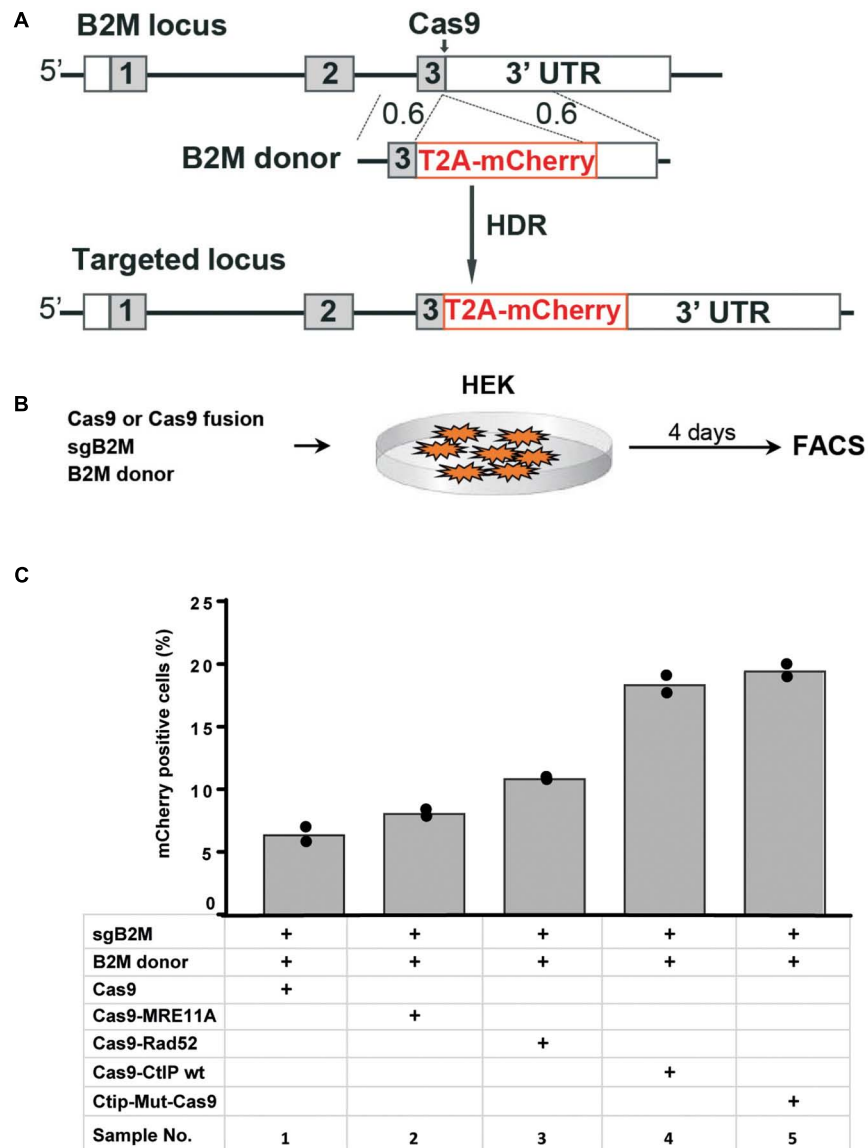 A
B2M locus
Cas9
5'
1
2
3
3' UTR
0.6
0.6
B2M donor
3
T2A-mCherry
HDR
Targeted locus
5'
1
2
3
T2A-mCherry
3' UTR
B
HEK
Cas9 or Cas9 fusion
sgB2M
B2M donor
4 days
FACS
C
mCherry positive cells (%)
25
20
15
10
5
0
sgB2M + + + + +
B2M donor + + + + +
Cas9 +
Cas9-MRE11A +
Cas9-Rad52 +
Cas9-CtIP wt +
Ctip-Mut-Cas9 +
Sample No. 1 2 3 4 5